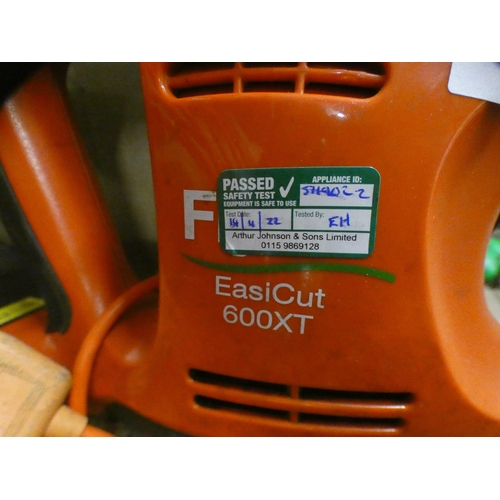 PASSED ✓
SAFETY TEST
EQUIPMENT IS SAFE TO USE
APPLIANCE ID:
Test Date:
4 22
Tested By:
EH
Arthur Johnson & Sons Limited
0115 9869128
F
EasiCut
600XT